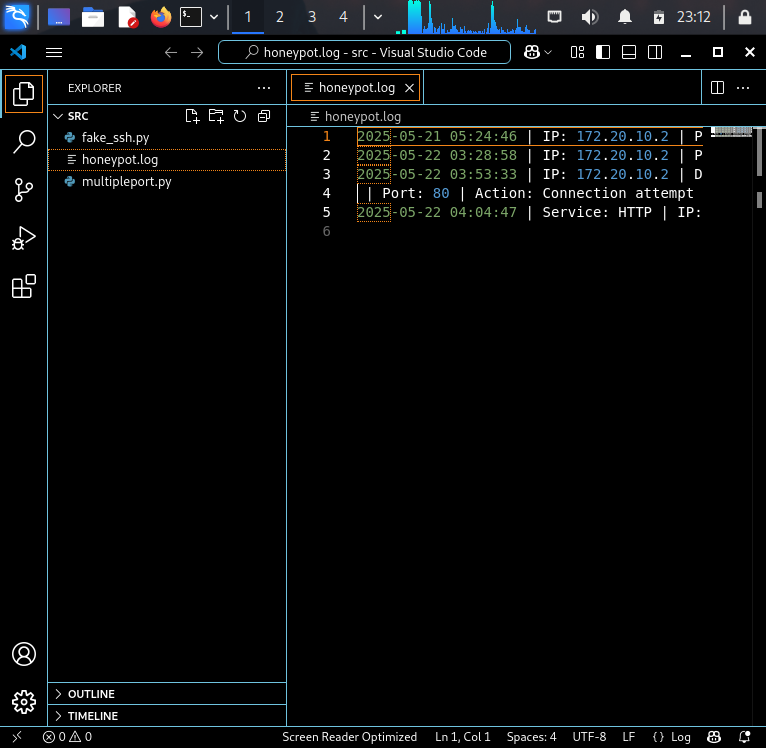 1 2 3 4 23:12
honeypot.log - src - Visual Studio Code
EXPLORER
honeypot.log
SRC
honeypot.log
fake_ssh.py
honeypot.log
multipleport.py
1 2025-05-21 05:24:46 | IP: 172.20.10.2 | P
2 2025-05-22 03:28:58 | IP: 172.20.10.2 | P
3 2025-05-22 03:53:33 | IP: 172.20.10.2 | D
4 | Port: 80 | Action: Connection attempt
5 2025-05-22 04:04:47 | Service: HTTP | IP:
6
OUTLINE
TIMELINE
0 0 Screen Reader Optimized Ln 1, Col 1 Spaces: 4 UTF-8 LF {} Log